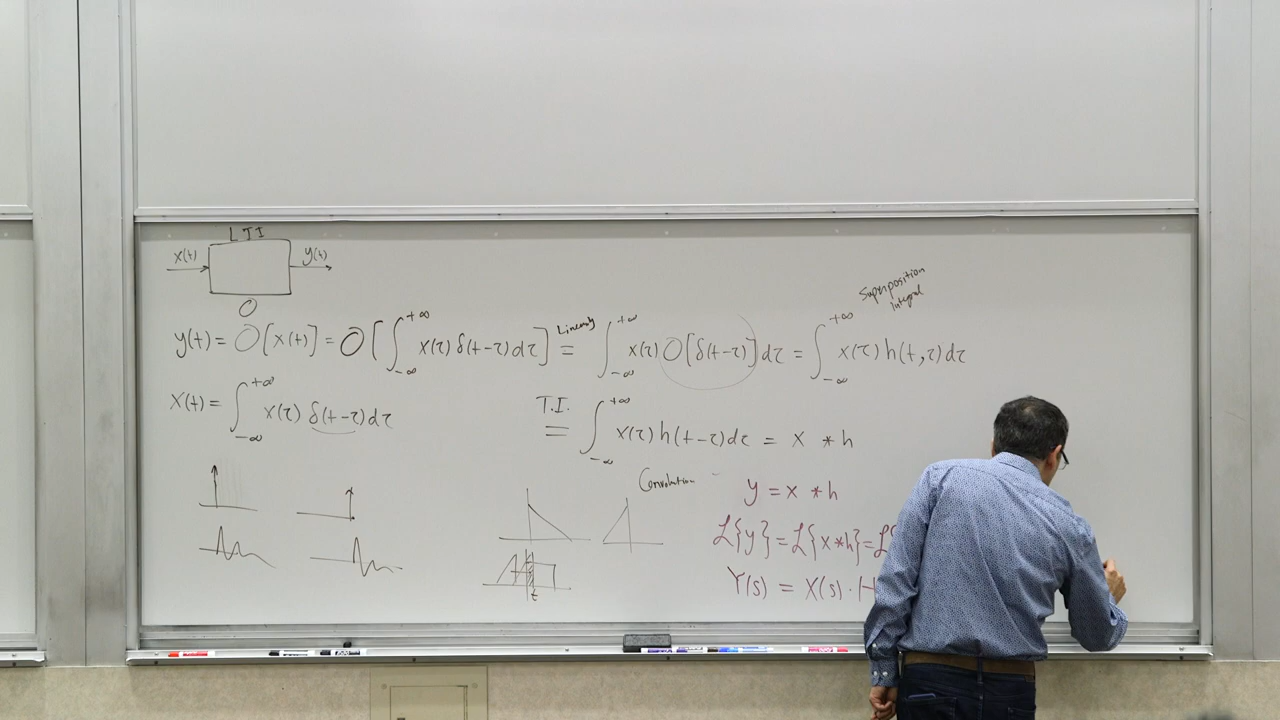 LTI
x(t) y(t)
O
Superposition
integral
y(t) = O[x(t)] = O[∫_{-∞}^{+∞} x(τ) δ(t-τ) dτ] Linearity = ∫_{-∞}^{+∞} x(τ) O[δ(t-τ)] dτ = ∫_{-∞}^{+∞} x(τ) h(t,τ) dτ
x(t) = ∫_{-∞}^{+∞} x(τ) δ(t-τ) dτ
T.I. = ∫_{-∞}^{+∞} x(τ) h(t-τ) dτ = x * h
Convolution
y = x * h
ℒ{y} = ℒ{x*h} = ℒ
Y(s) = X(s) · H
t